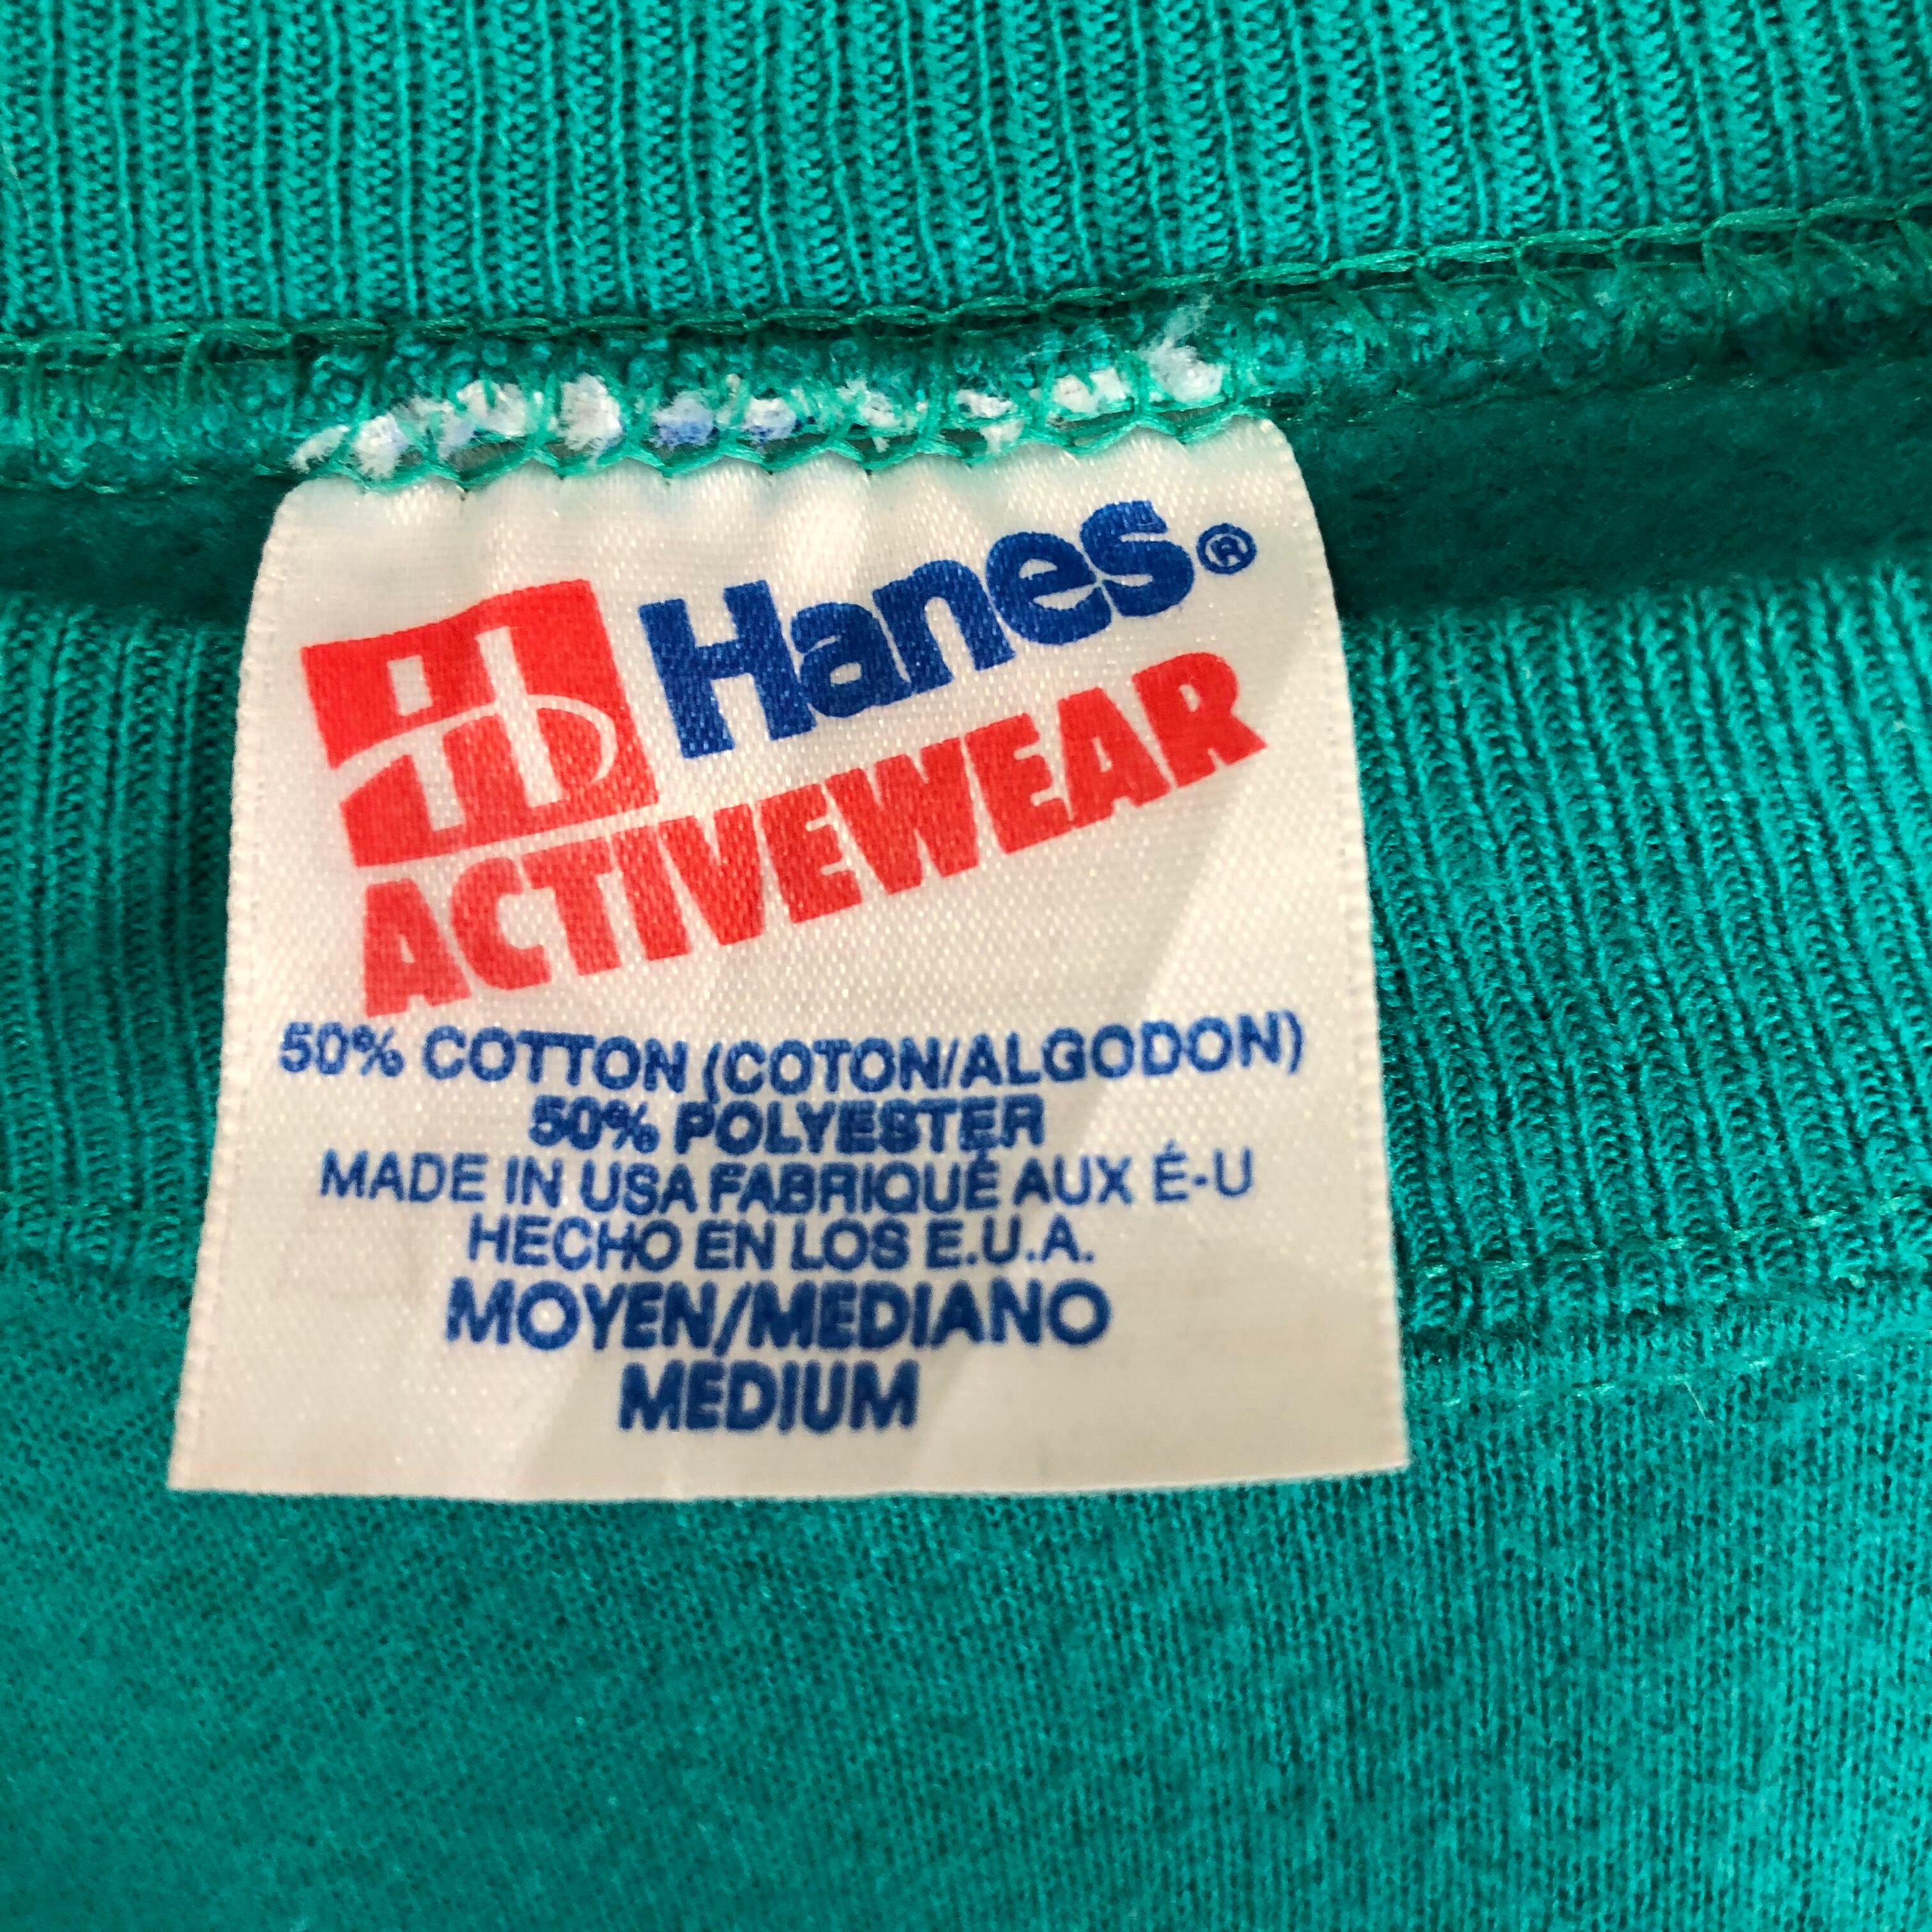 Hanes®
ACTIVEWEAR
50% COTTON (COTON/ALGODON)
50% POLYESTER
MADE IN USA FABRIQUÉ AUX É-U
HECHO EN LOS E.U.A.
MOYEN/MEDIANO
MEDIUM